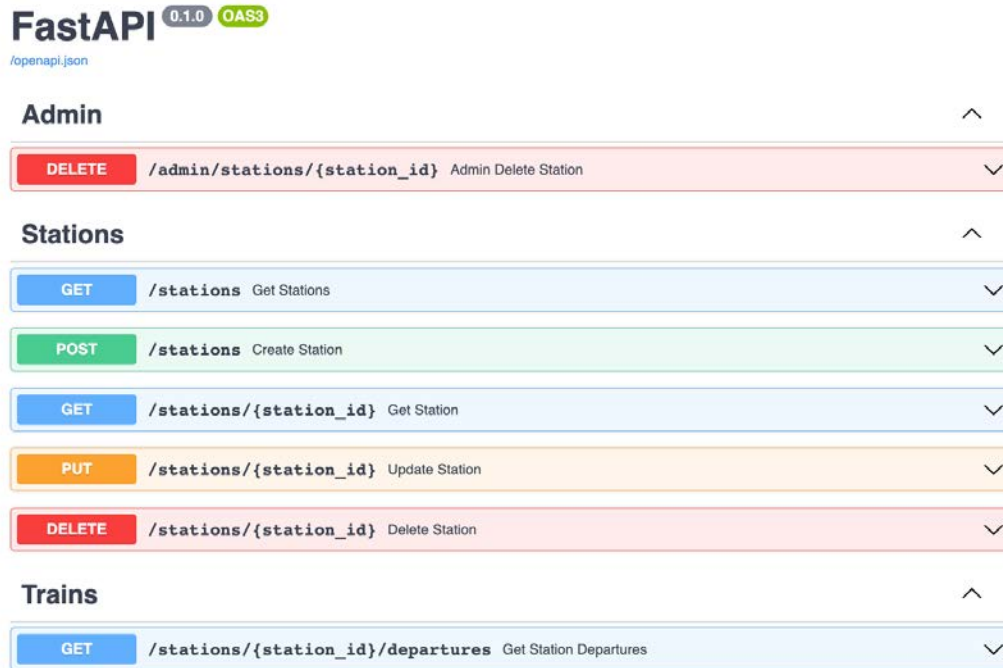 FastAPI 0.1.0 OAS3
/openapi.json
Admin
DELETE /admin/stations/{station_id} Admin Delete Station
Stations
GET /stations Get Stations
POST /stations Create Station
GET /stations/{station_id} Get Station
PUT /stations/{station_id} Update Station
DELETE /stations/{station_id} Delete Station
Trains
GET /stations/{station_id}/departures Get Station Departures